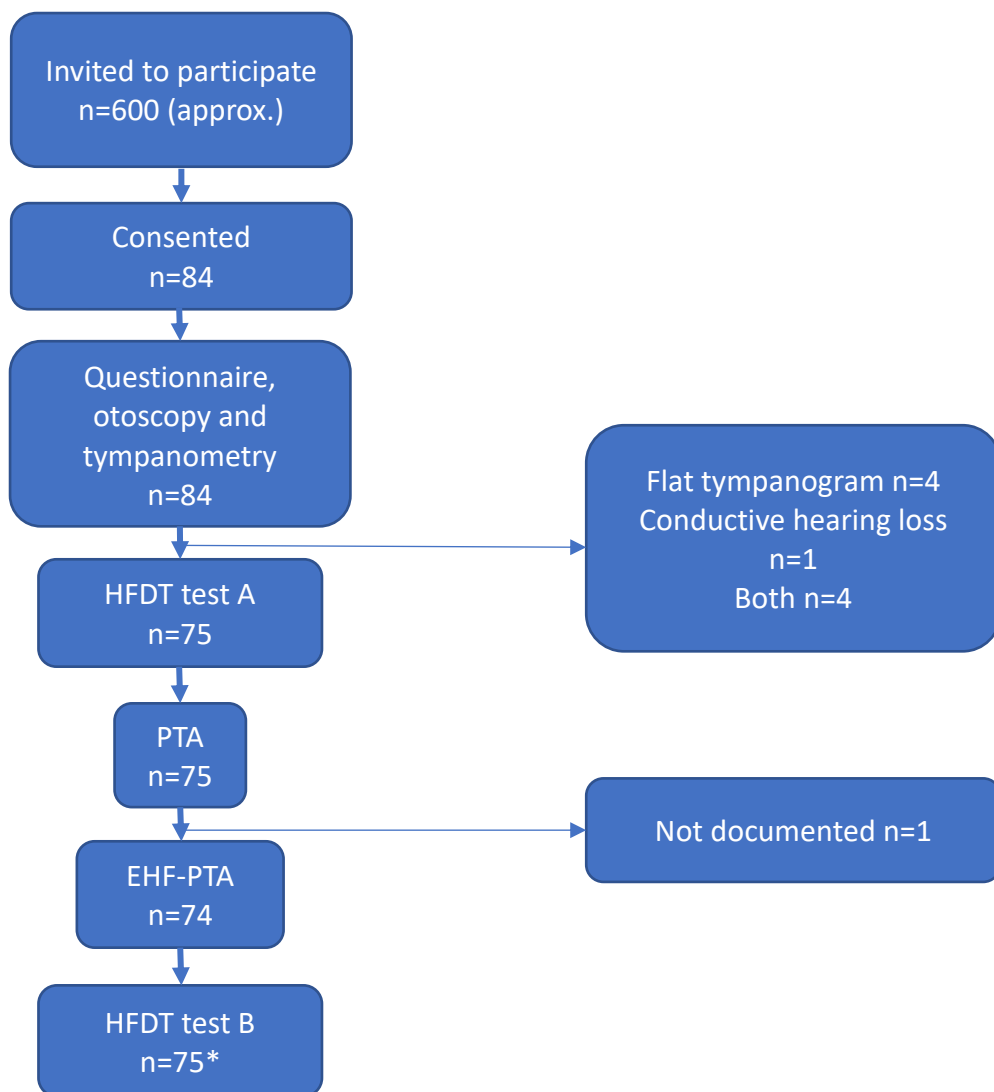 Invited to participate
n=600 (approx.)
Consented
n=84
Questionnaire,
otoscopy and
tympanometry
n=84
Flat tympanogram n=4
Conductive hearing loss
n=1
Both n=4
HFDT test A
n=75
PTA
n=75
Not documented n=1
EHF-PTA
n=74
HFDT test B
n=75*